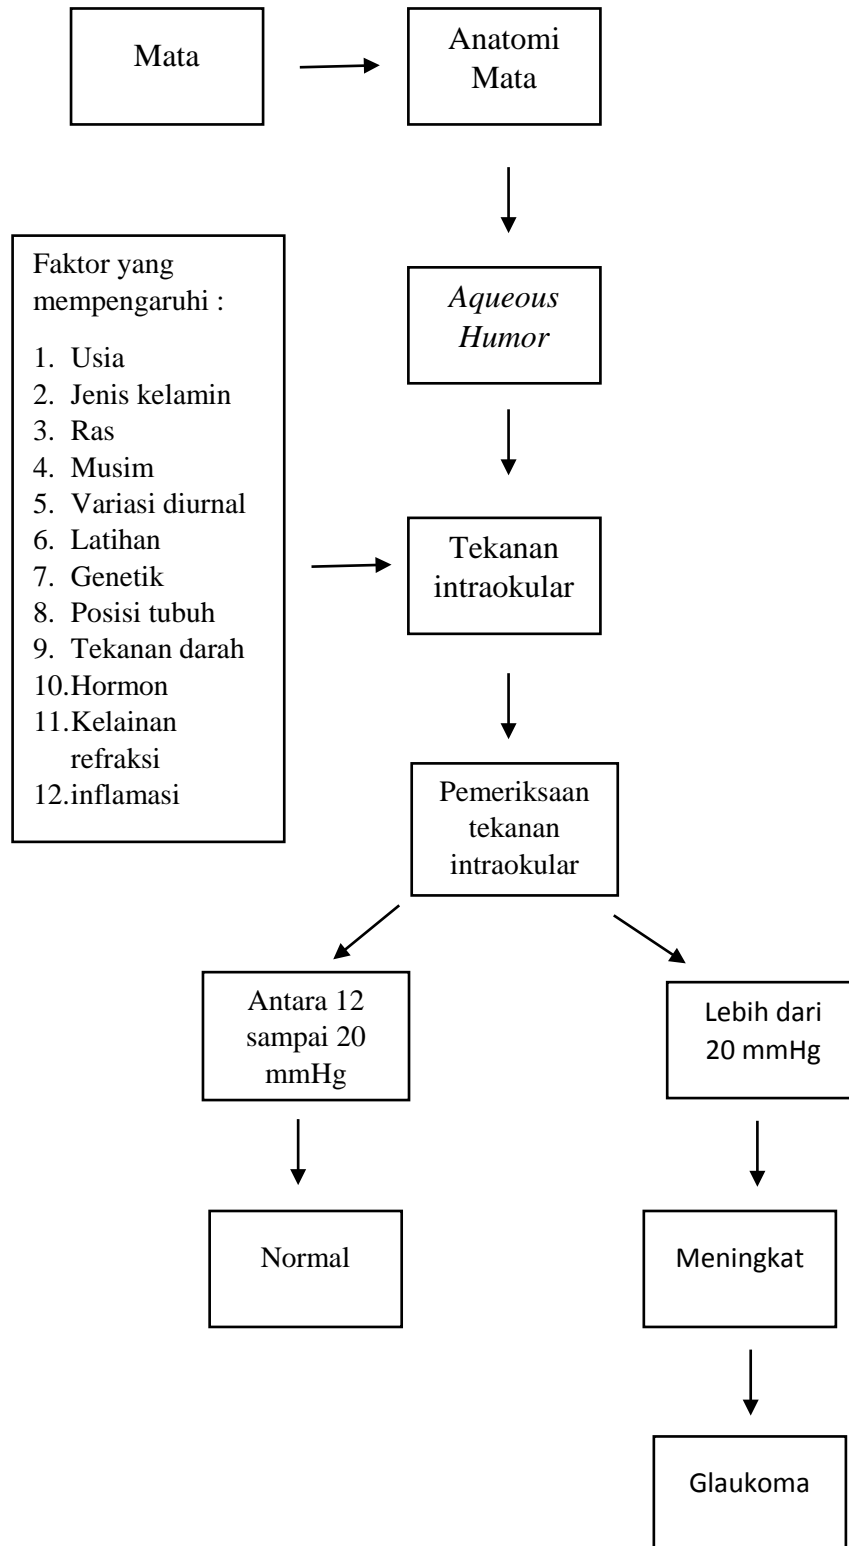 Mata
Anatomi
Mata
Faktor yang
mempengaruhi :
1. Usia
2. Jenis kelamin
3. Ras
4. Musim
5. Variasi diurnal
6. Latihan
7. Genetik
8. Posisi tubuh
9. Tekanan darah
10.Hormon
11.Kelainan
refraksi
12.inflamasi
Aqueous
Humor
Tekanan
intraokular
Pemeriksaan
tekanan
intraokular
Antara 12
sampai 20
mmHg
Lebih dari
20 mmHg
Normal
Meningkat
Glaukoma